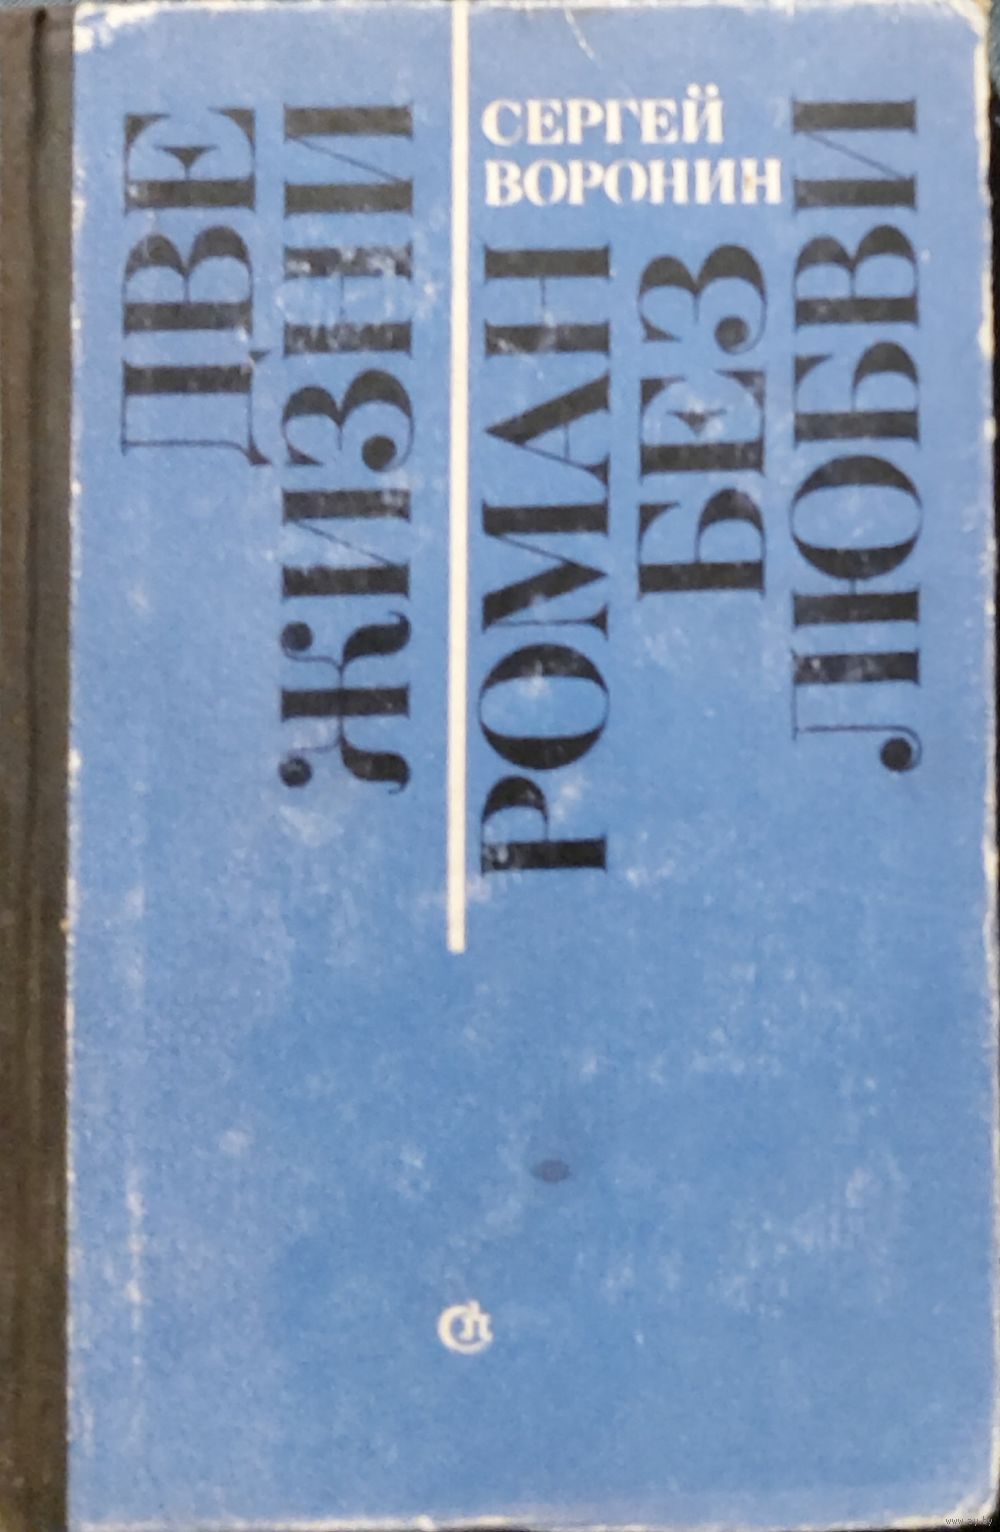 СЕРГЕЙ
ВОРОНИН
ДВЕ
ЖИЗНИ
РОМАН
БЕЗ
ЛЮБВИ